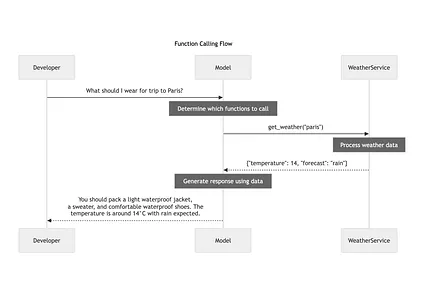 Function Calling Flow
Developer
Model
WeatherService
What should I wear for trip to Paris?
Determine which functions to call
get_weather("paris")
Process weather data
{"temperature": 14, "forecast": "rain"}
Generate response using data
You should pack a light waterproof jacket,
a sweater, and comfortable waterproof shoes. The
temperature is around 14°C with rain expected.
Developer
Model
WeatherService